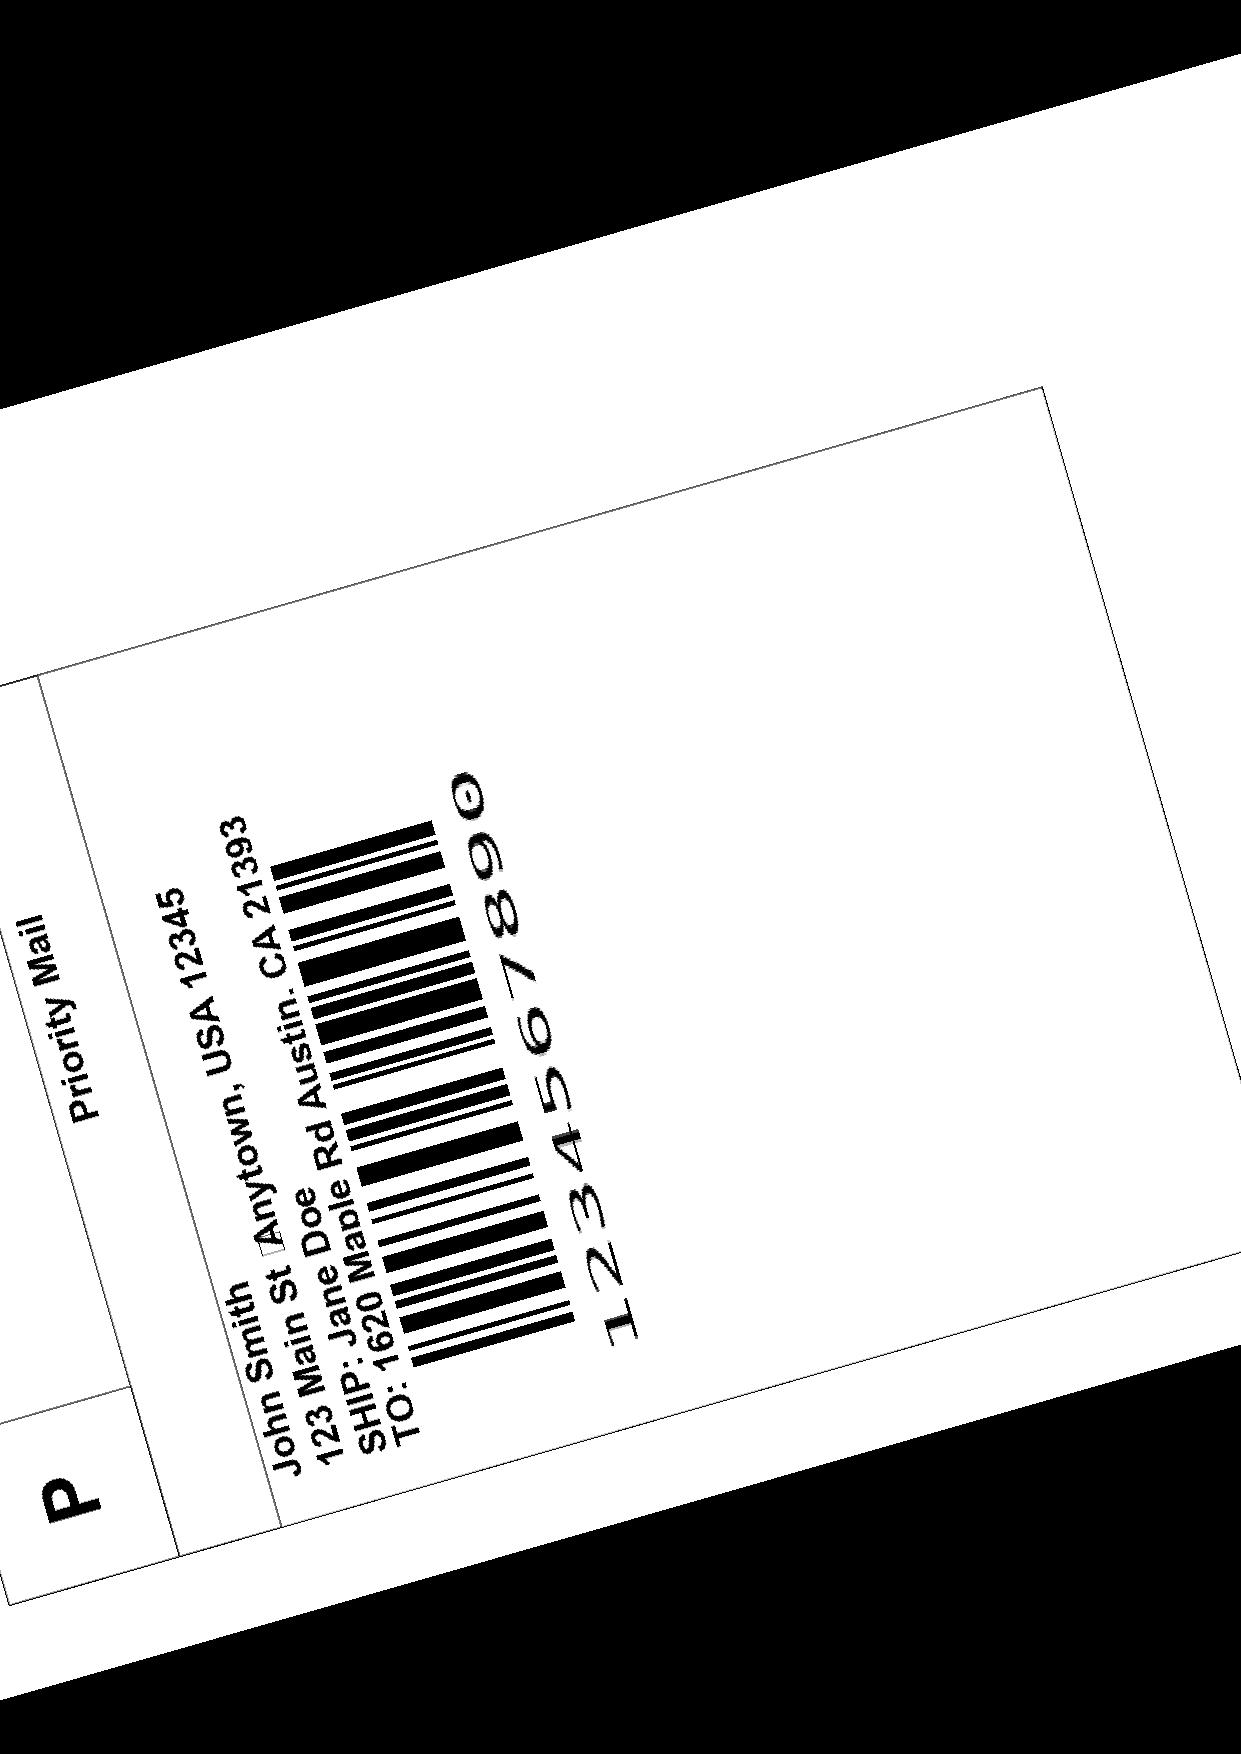 P
Priority Mail
John Smith
123 Main St Anytown, USA 12345
SHIP: Jane Doe
TO: 1620 Maple Rd Austin. CA 21393
1234567890